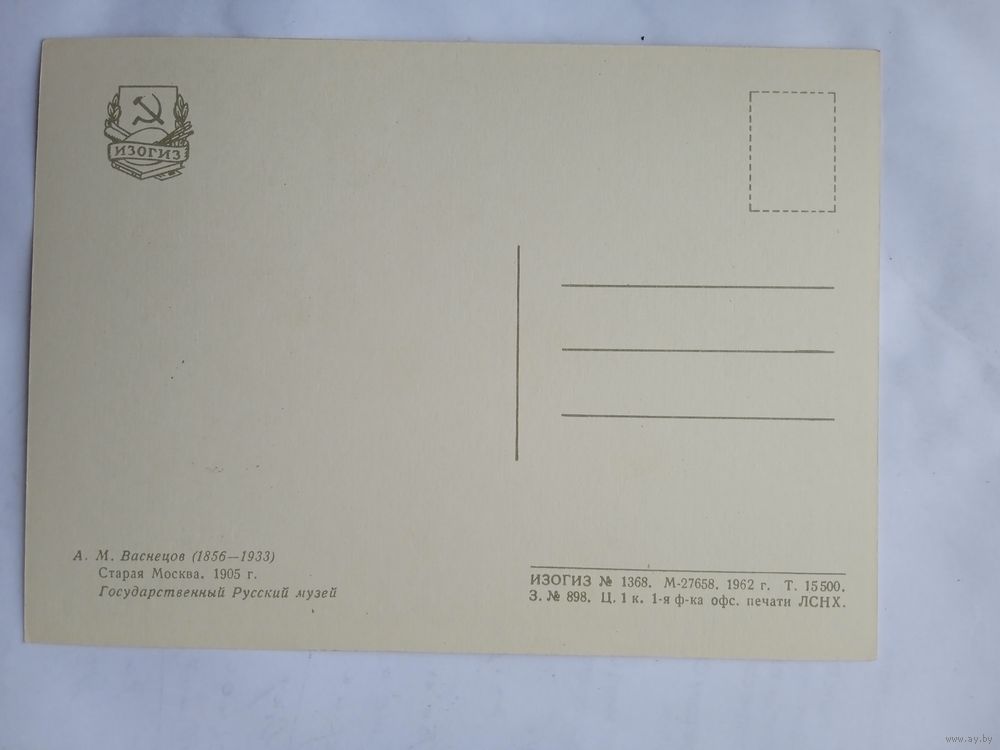 ИЗОГИЗ
А. М. Васнецов (1856—1933)
Старая Москва. 1905 г.
Государственный Русский музей
ИЗОГИЗ № 1368. М-27658. 1962 г. Т. 15500.
З. № 898. Ц. 1 к. 1-я ф-ка офс. печати ЛСНХ.
www.ay.by